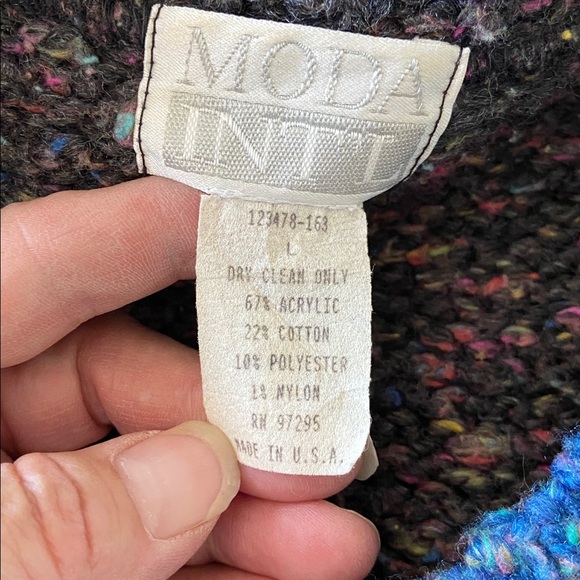 MODA
INT'L
123478-163
L
DRY CLEAN ONLY
67% ACRYLIC
22% COTTON
10% POLYESTER
1% NYLON
RN 97295
MADE IN U.S.A.